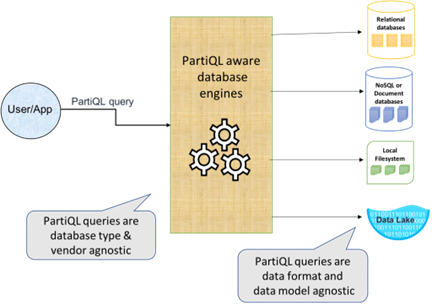 Relational
databases
PartiQL aware
database
engines
NoSQL or
Document
databases
User/App
PartiQL query
Local
Filesystem
Data Lake
PartiQL queries are
database type &
vendor agnostic
PartiQL queries are
data format and
data model agnostic